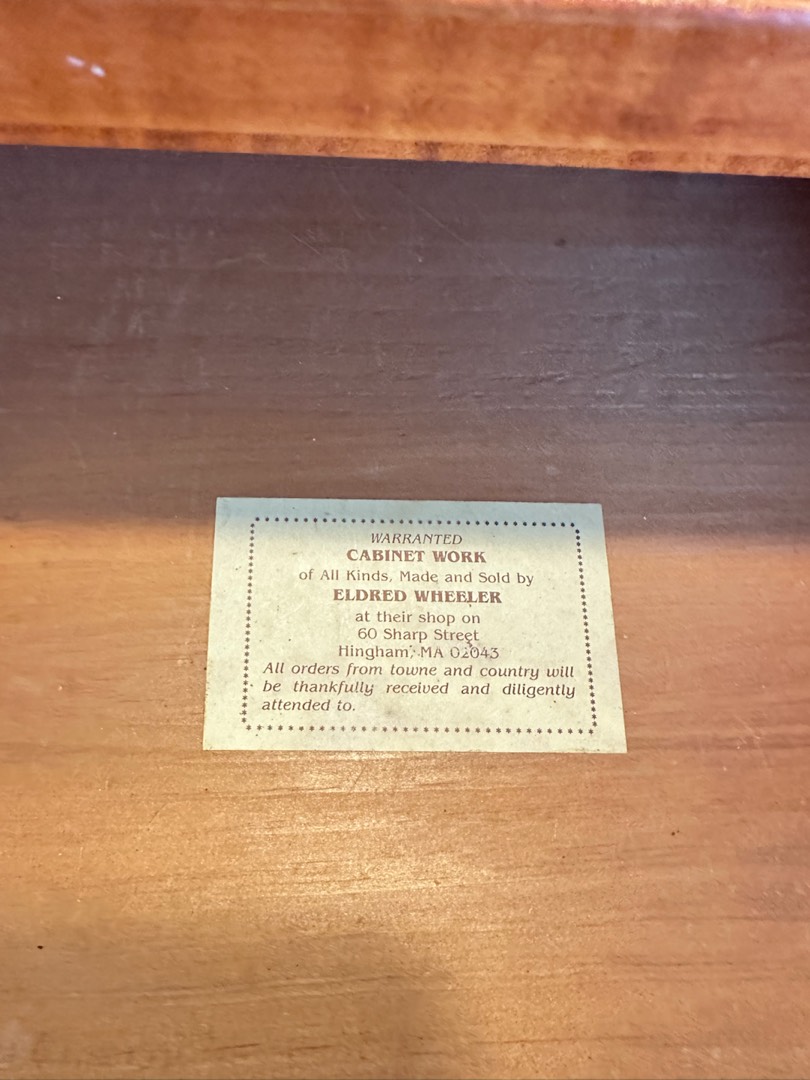 WARRANTED
CABINET WORK
of All Kinds, Made and Sold by
ELDRED WHEELER
at their shop on
60 Sharp Street
Hingham, MA 02043
All orders from towne and country will
be thankfully received and diligently
attended to.